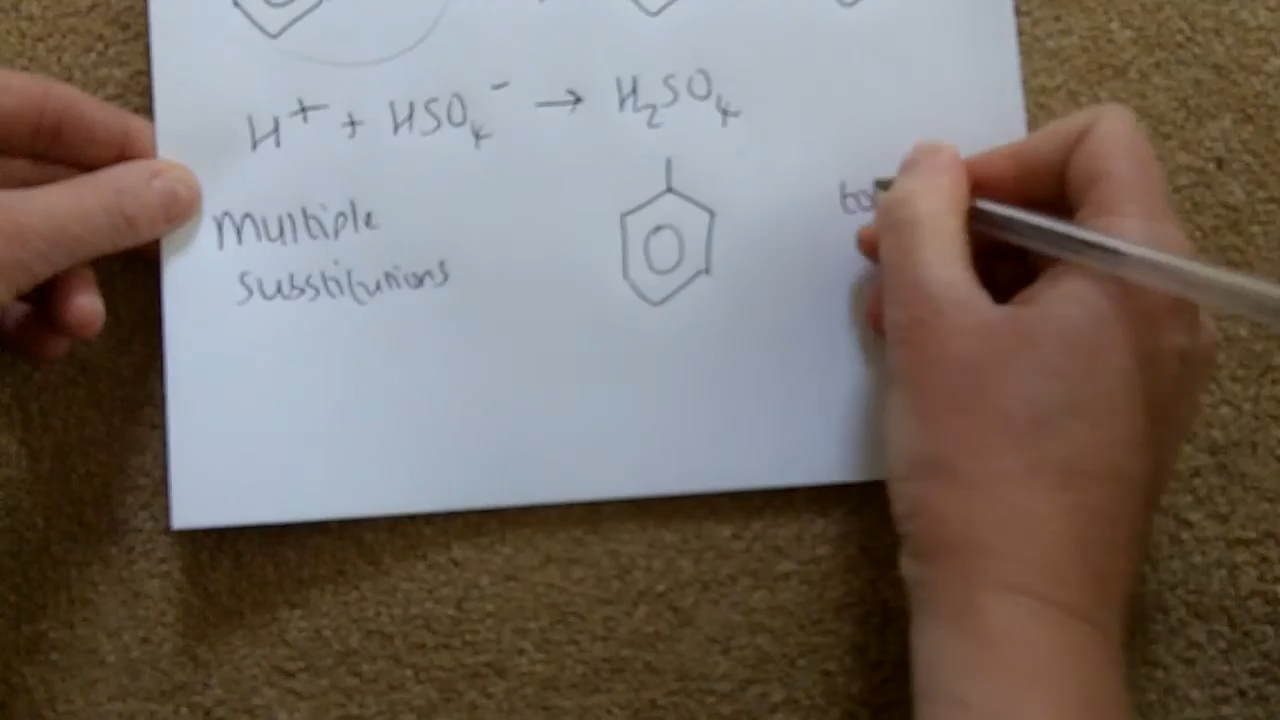 H⁺ + HSO₄⁻ → H₂SO₄
Multiple
substitutions